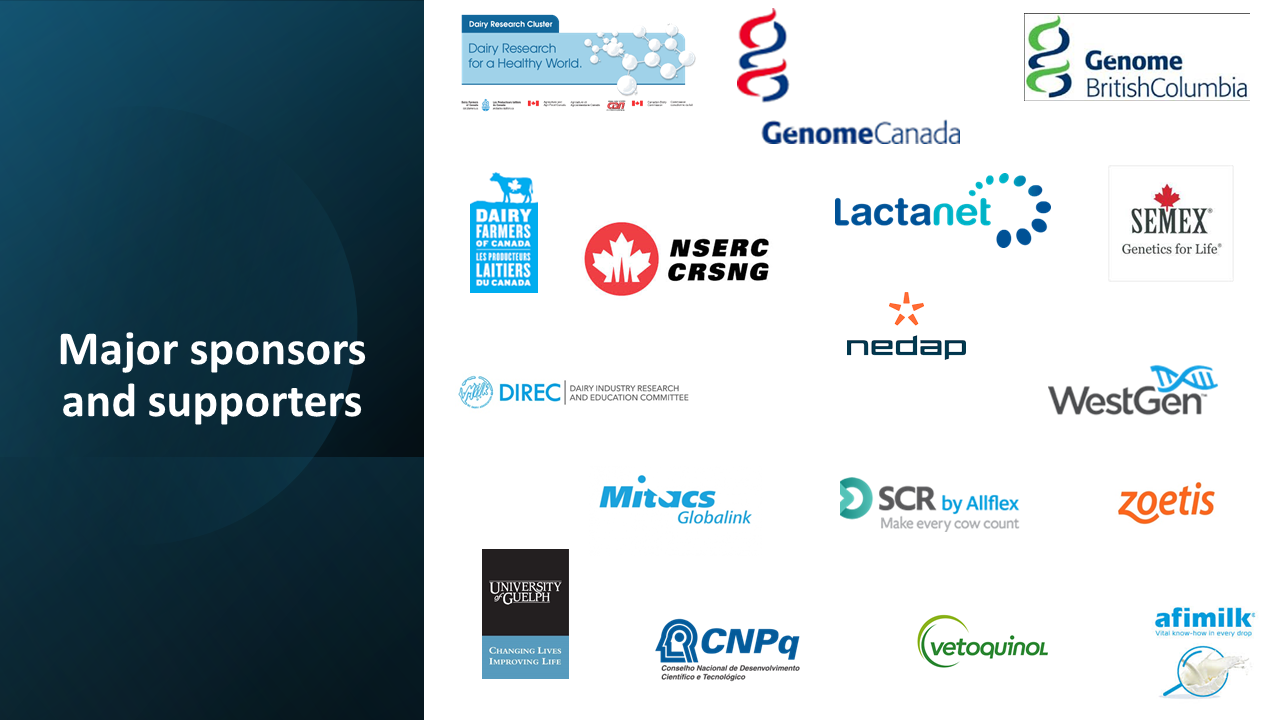 Major sponsors
and supporters
Dairy Research Cluster
Dairy Research
for a Healthy World.
GenomeCanada
Genome
BritishColumbia
DAIRY
FARMERS
OF CANADA
LES PRODUCTEURS
LAITIERS
DU CANADA
NSERC
CRSNG
Lactanet
SEMEX®
Genetics for Life®
nedap
DIREC DAIRY INDUSTRY RESEARCH
AND EDUCATION COMMITTEE
WestGen™
Mitacs
Globalink
SCR by Allflex
Make every cow count
zoetis
UNIVERSITY
of GUELPH
CHANGING LIVES
IMPROVING LIFE
CNPq
Conselho Nacional de Desenvolvimento
Científico e Tecnológico
vetoquinol
afimilk®
Vital know-how in every drop